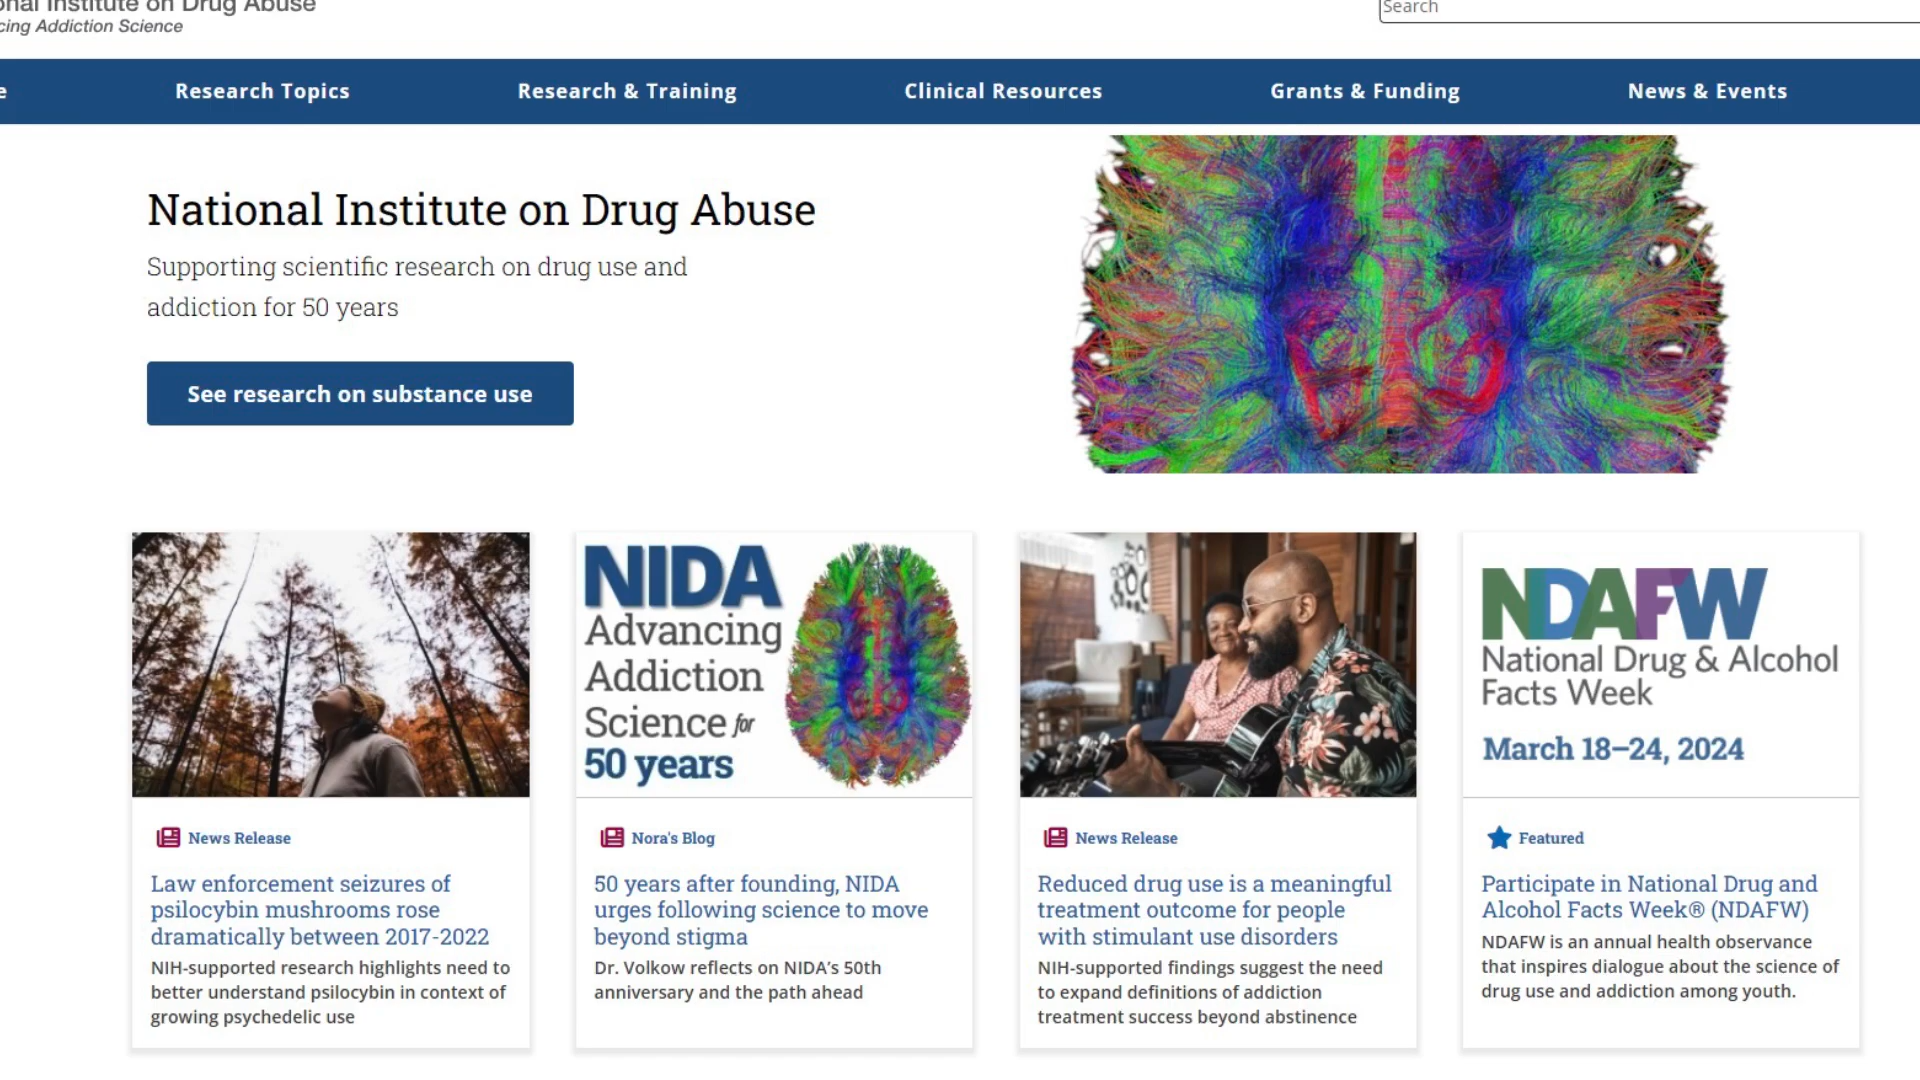 onal Institute on Drug Abuse
cing Addiction Science
Search
e
Research Topics
Research & Training
Clinical Resources
Grants & Funding
News & Events
National Institute on Drug Abuse
Supporting scientific research on drug use and
addiction for 50 years
See research on substance use
NIDA
Advancing
Addiction
Science for
50 years
NDAFW
National Drug & Alcohol
Facts Week
March 18–24, 2024
News Release
Law enforcement seizures of
psilocybin mushrooms rose
dramatically between 2017-2022
NIH-supported research highlights need to
better understand psilocybin in context of
growing psychedelic use
Nora's Blog
50 years after founding, NIDA
urges following science to move
beyond stigma
Dr. Volkow reflects on NIDA’s 50th
anniversary and the path ahead
News Release
Reduced drug use is a meaningful
treatment outcome for people
with stimulant use disorders
NIH-supported findings suggest the need
to expand definitions of addiction
treatment success beyond abstinence
Featured
Participate in National Drug and
Alcohol Facts Week® (NDAFW)
NDAFW is an annual health observance
that inspires dialogue about the science of
drug use and addiction among youth.